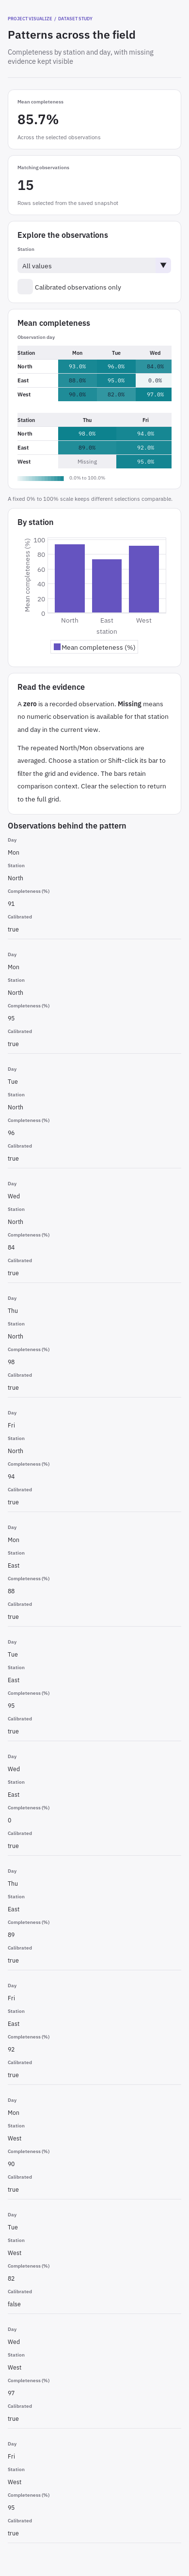 PROJECT VISUALIZE / DATASET STUDY
Patterns across the field
Completeness by station and day, with missing
evidence kept visible
Mean completeness
85.7%
Across the selected observations
Matching observations
15
Rows selected from the saved snapshot
Explore the observations
Station
All values
Calibrated observations only
Mean completeness
Observation day
Station Mon Tue Wed
North 93.0% 96.0% 84.0%
East 88.0% 95.0% 0.0%
West 90.0% 82.0% 97.0%
Station Thu Fri
North 98.0% 94.0%
East 89.0% 92.0%
West Missing 95.0%
0.0% to 100.0%
A fixed 0% to 100% scale keeps different selections comparable.
By station
Mean completeness (%)
100
80
60
40
20
0
North East West
station
Mean completeness (%)
Read the evidence
A zero is a recorded observation. Missing means
no numeric observation is available for that station
and day in the current view.
The repeated North/Mon observations are
averaged. Choose a station or Shift-click its bar to
filter the grid and evidence. The bars retain
comparison context. Clear the selection to return
to the full grid.
Observations behind the pattern
Day
Mon
Station
North
Completeness (%)
91
Calibrated
true
Day
Mon
Station
North
Completeness (%)
95
Calibrated
true
Day
Tue
Station
North
Completeness (%)
96
Calibrated
true
Day
Wed
Station
North
Completeness (%)
84
Calibrated
true
Day
Thu
Station
North
Completeness (%)
98
Calibrated
true
Day
Fri
Station
North
Completeness (%)
94
Calibrated
true
Day
Mon
Station
East
Completeness (%)
88
Calibrated
true
Day
Tue
Station
East
Completeness (%)
95
Calibrated
true
Day
Wed
Station
East
Completeness (%)
0
Calibrated
true
Day
Thu
Station
East
Completeness (%)
89
Calibrated
true
Day
Fri
Station
East
Completeness (%)
92
Calibrated
true
Day
Mon
Station
West
Completeness (%)
90
Calibrated
true
Day
Tue
Station
West
Completeness (%)
82
Calibrated
false
Day
Wed
Station
West
Completeness (%)
97
Calibrated
true
Day
Fri
Station
West
Completeness (%)
95
Calibrated
true